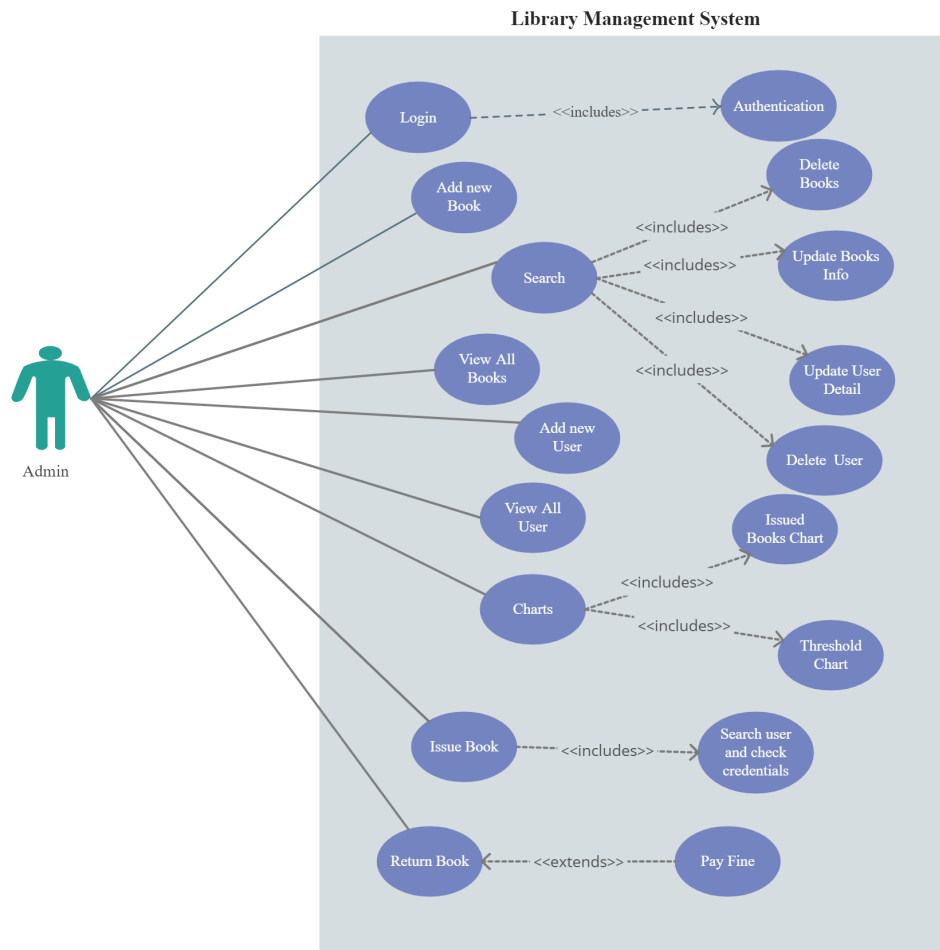 Library Management System
Login
<<includes>>
Authentication
Add new
Book
Delete
Books
<<includes>>
Search
<<includes>>
Update Books
Info
<<includes>>
View All
Books
<<includes>>
Update User
Detail
Admin
Add new
User
Delete  User
View All
User
Issued
Books Chart
<<includes>>
Charts
<<includes>>
Threshold
Chart
Issue Book
<<includes>>
Search user
and check
credentials
Return Book
<<extends>>
Pay Fine